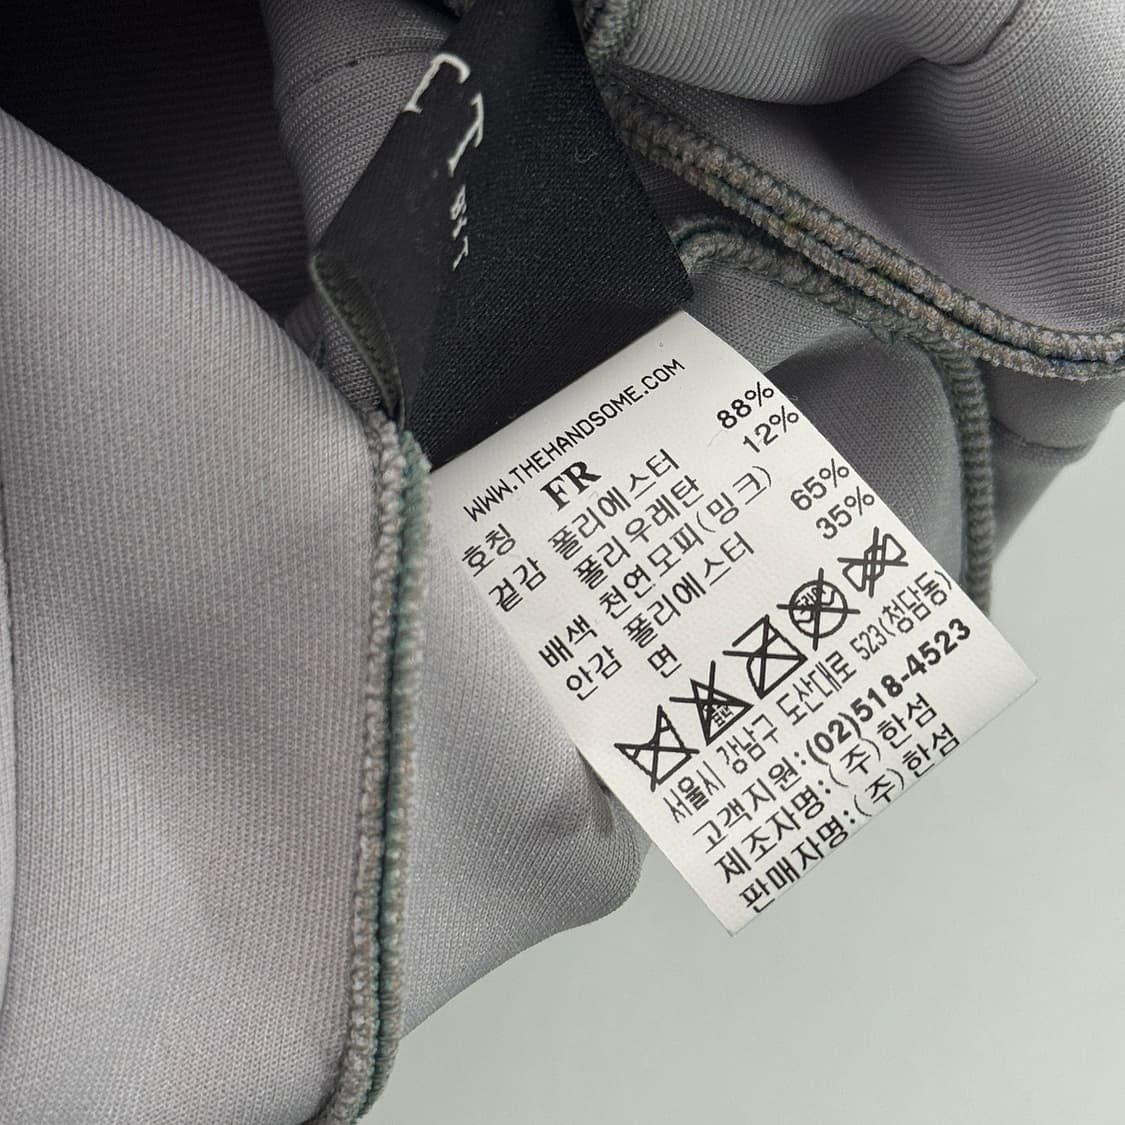 WWW.THEHANDSOME.COM
호칭 FR
겉감 폴리에스터 88%
폴리우레탄 12%
배색 천연모피(밍크)
안감 폴리에스터 65%
면 35%
서울시 강남구 도산대로 523(청담동)
고객지원:(02)518-4523
제조자명:(주)한섬
판매자명:(주)한섬